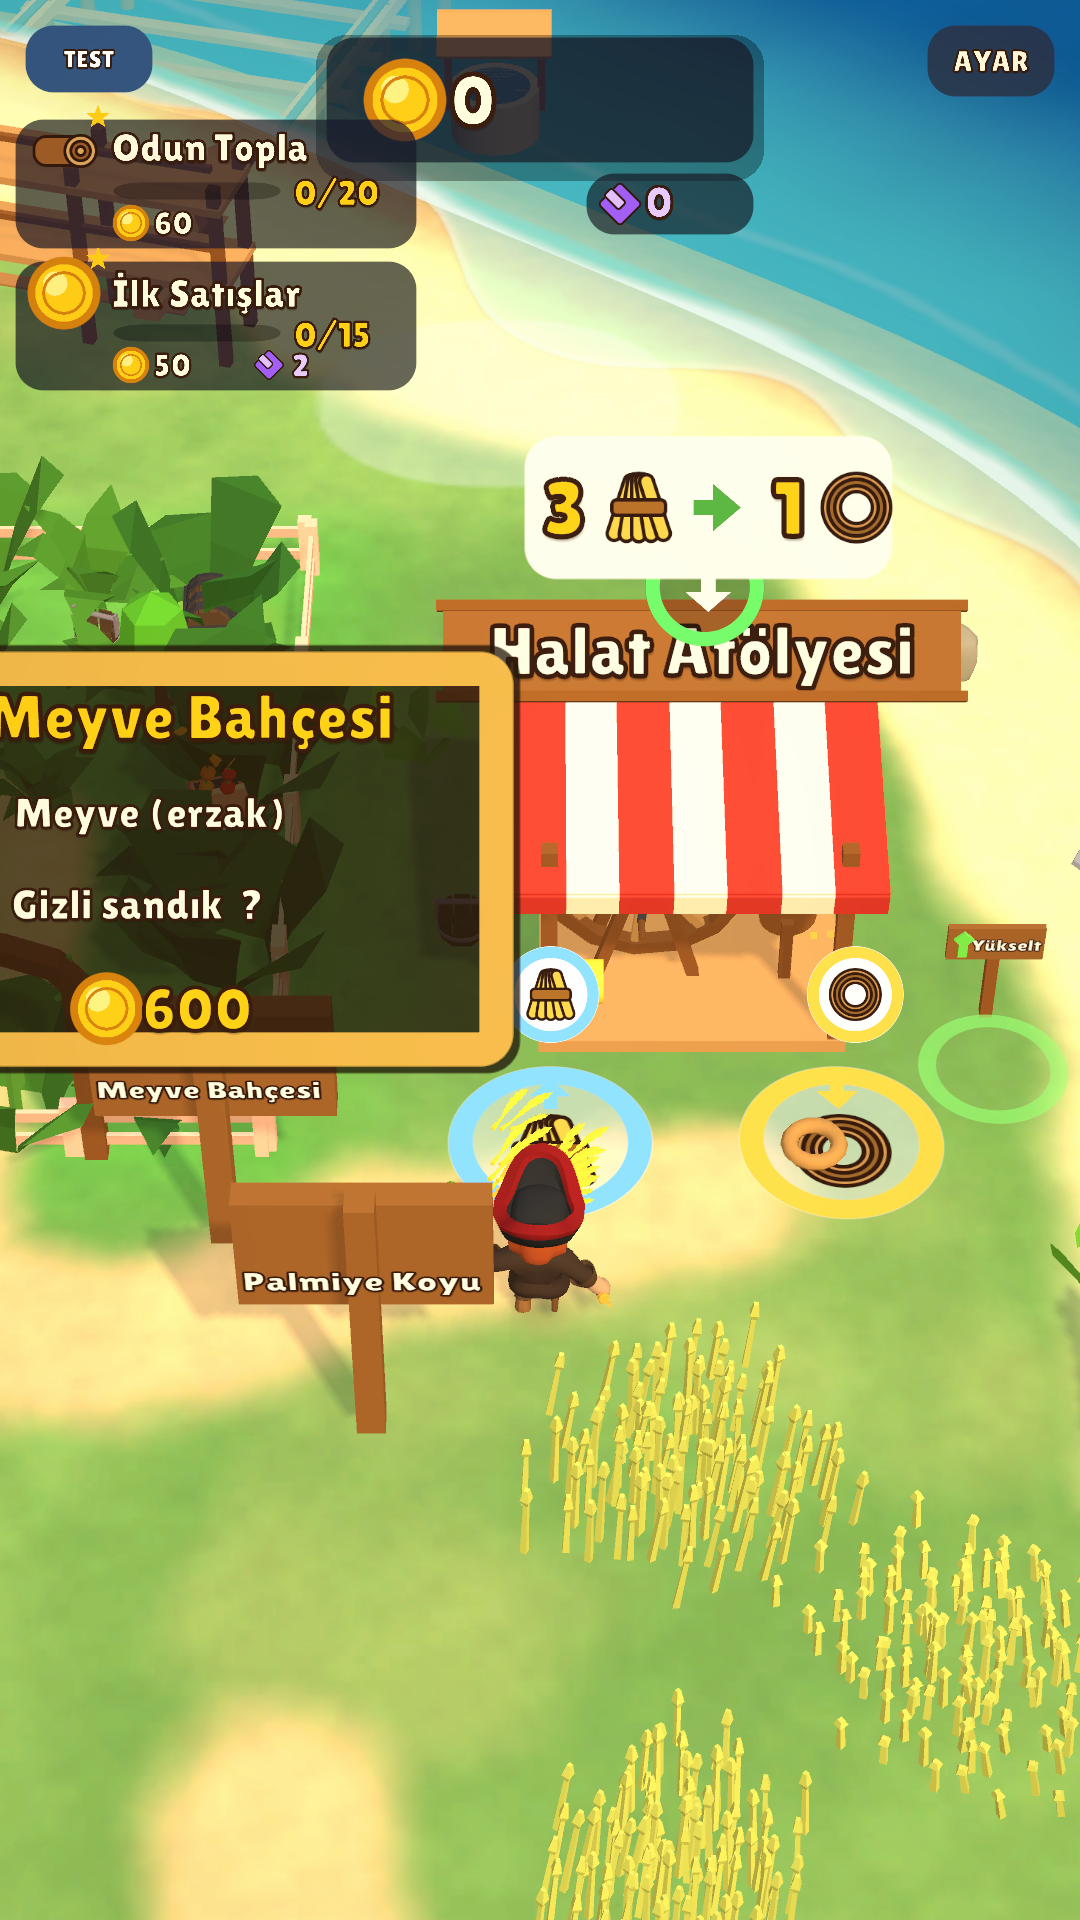 TEST
0
AYAR
Odun Topla
0/20
60
0
İlk Satışlar
0/15
50
2
3
1
Halat Atölyesi
Meyve Bahçesi
Meyve (erzak)
Gizli sandık ?
600
Yükselt
Meyve Bahçesi
Palmiye Koyu